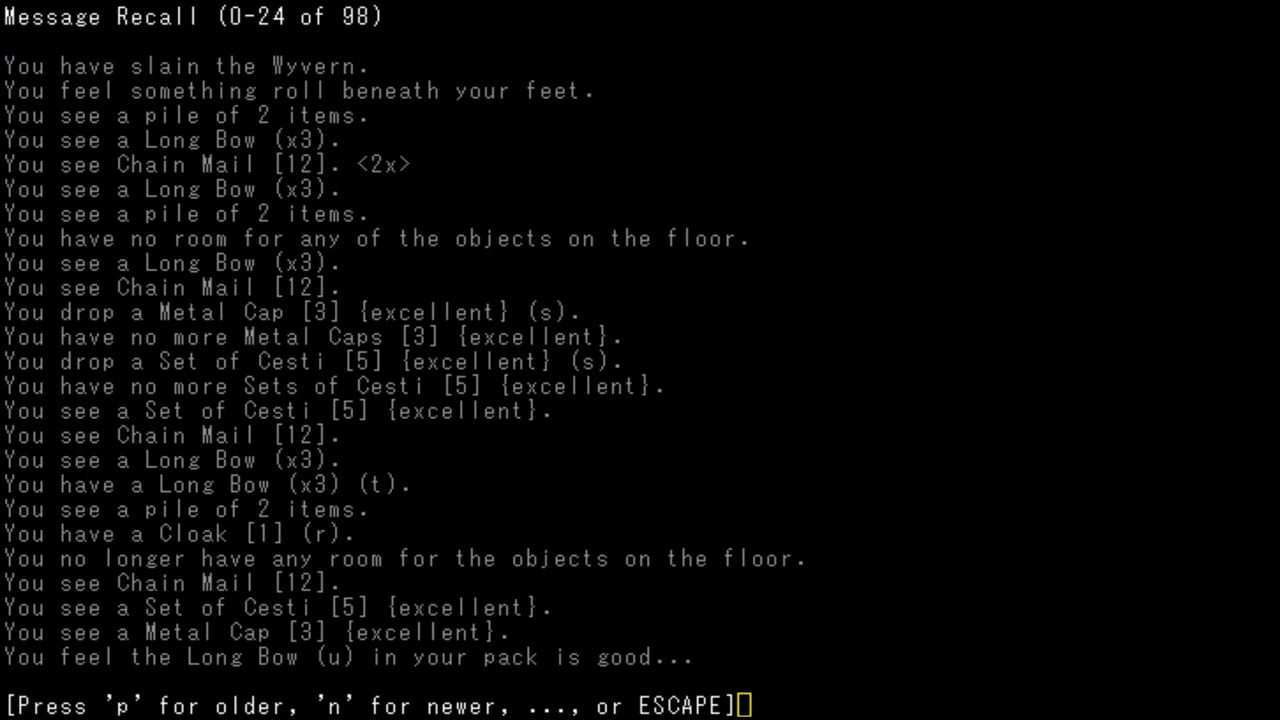 Message Recall (0-24 of 98)
You have slain the Wyvern.
You feel something roll beneath your feet.
You see a pile of 2 items.
You see a Long Bow (x3).
You see Chain Mail [12]. <2x>
You see a Long Bow (x3).
You see a pile of 2 items.
You have no room for any of the objects on the floor.
You see a Long Bow (x3).
You see Chain Mail [12].
You drop a Metal Cap [3] {excellent} (s).
You have no more Metal Caps [3] {excellent}.
You drop a Set of Cesti [5] {excellent} (s).
You have no more Sets of Cesti [5] {excellent}.
You see a Set of Cesti [5] {excellent}.
You see Chain Mail [12].
You see a Long Bow (x3).
You have a Long Bow (x3) (t).
You see a pile of 2 items.
You have a Cloak [1] (r).
You no longer have any room for the objects on the floor.
You see Chain Mail [12].
You see a Set of Cesti [5] {excellent}.
You see a Metal Cap [3] {excellent}.
You feel the Long Bow (u) in your pack is good...
[Press 'p' for older, 'n' for newer, ..., or ESCAPE]